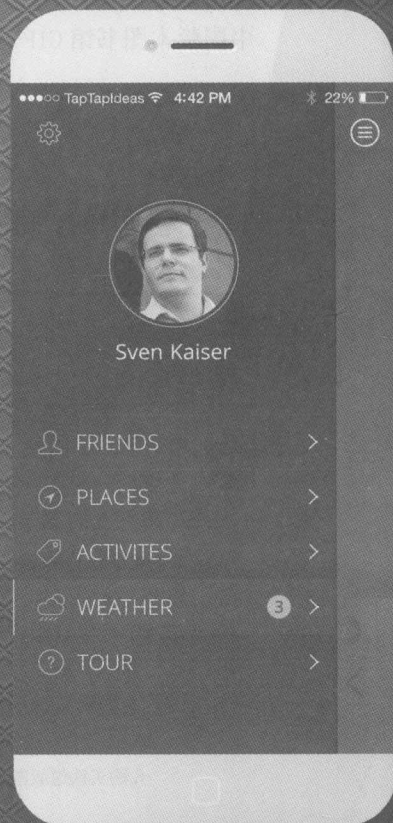 TapTapIdeas 4:42 PM 22%
Sven Kaiser
FRIENDS
PLACES
ACTIVITES
WEATHER 3
? TOUR